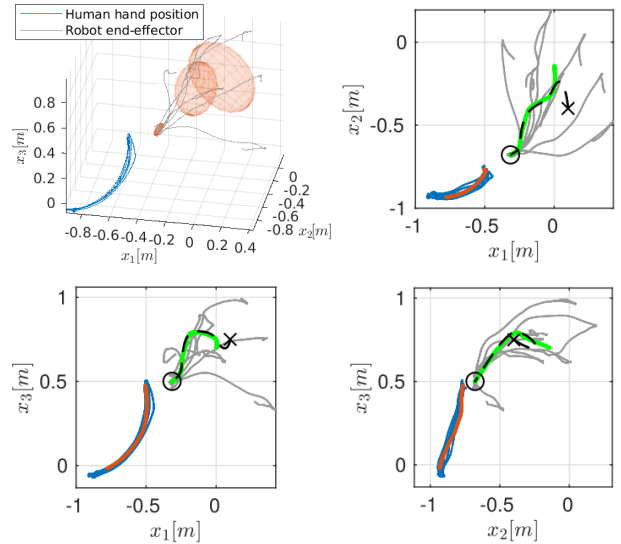 Human hand position
Robot end-effector
0.8
0.6
0.4
0.2
0
x₃[m]
-0.8 -0.6 -0.4 -0.2 0 0.2 0.4
x₁[m]
0
-0.2
-0.4
-0.6
-0.8
x₂[m]
0
-0.5
-1
x₂[m]
-1 -0.5 0
x₁[m]
1
0.5
0
x₃[m]
-1 -0.5 0
x₁[m]
1
0.5
0
x₃[m]
-1 -0.5 0
x₂[m]